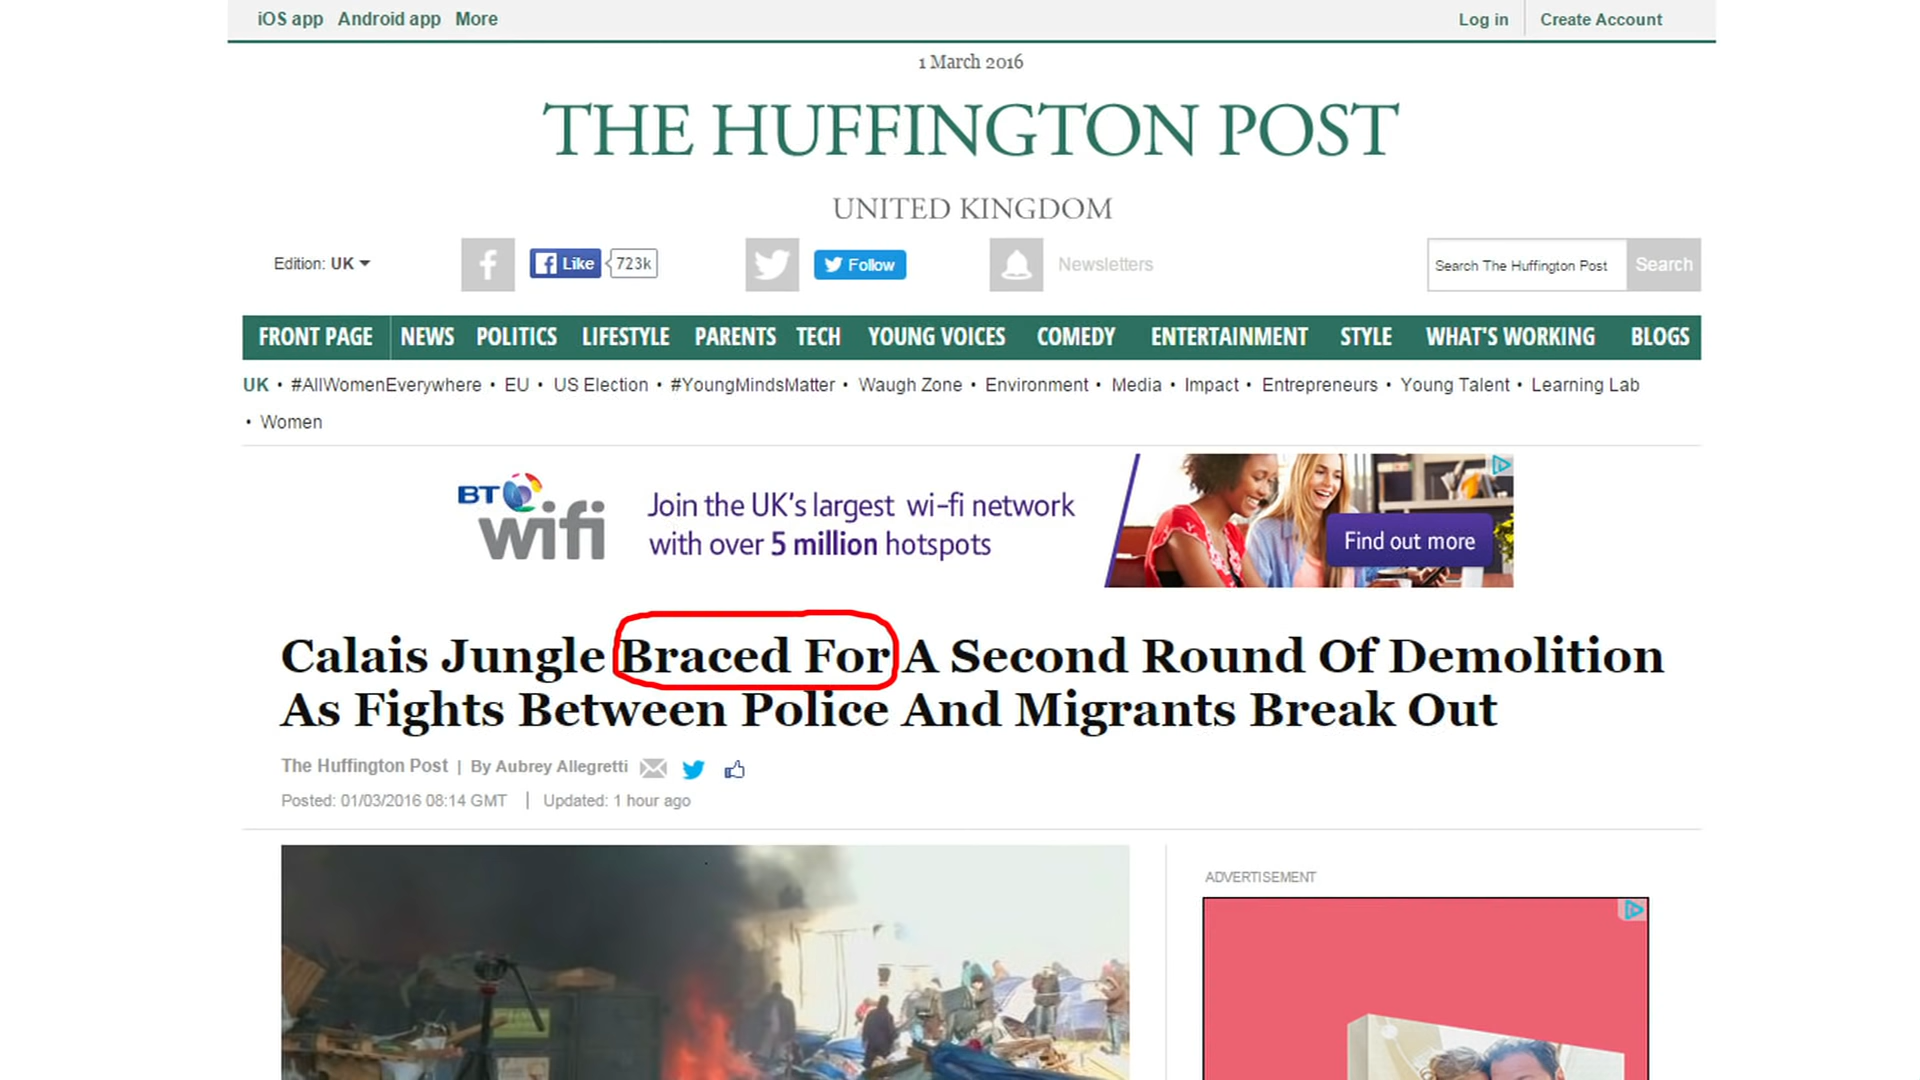 iOS app Android app More Log in Create Account
1 March 2016
THE HUFFINGTON POST
UNITED KINGDOM
Edition: UK Like 723k Follow Newsletters Search The Huffington Post Search
FRONT PAGE NEWS POLITICS LIFESTYLE PARENTS TECH YOUNG VOICES COMEDY ENTERTAINMENT STYLE WHAT'S WORKING BLOGS
UK • #AllWomenEverywhere • EU • US Election • #YoungMindsMatter • Waugh Zone • Environment • Media • Impact • Entrepreneurs • Young Talent • Learning Lab
• Women
BT wifi
Join the UK's largest wi-fi network
with over 5 million hotspots
Find out more
Calais Jungle Braced For A Second Round Of Demolition
As Fights Between Police And Migrants Break Out
The Huffington Post | By Aubrey Allegretti
Posted: 01/03/2016 08:14 GMT | Updated: 1 hour ago
ADVERTISEMENT